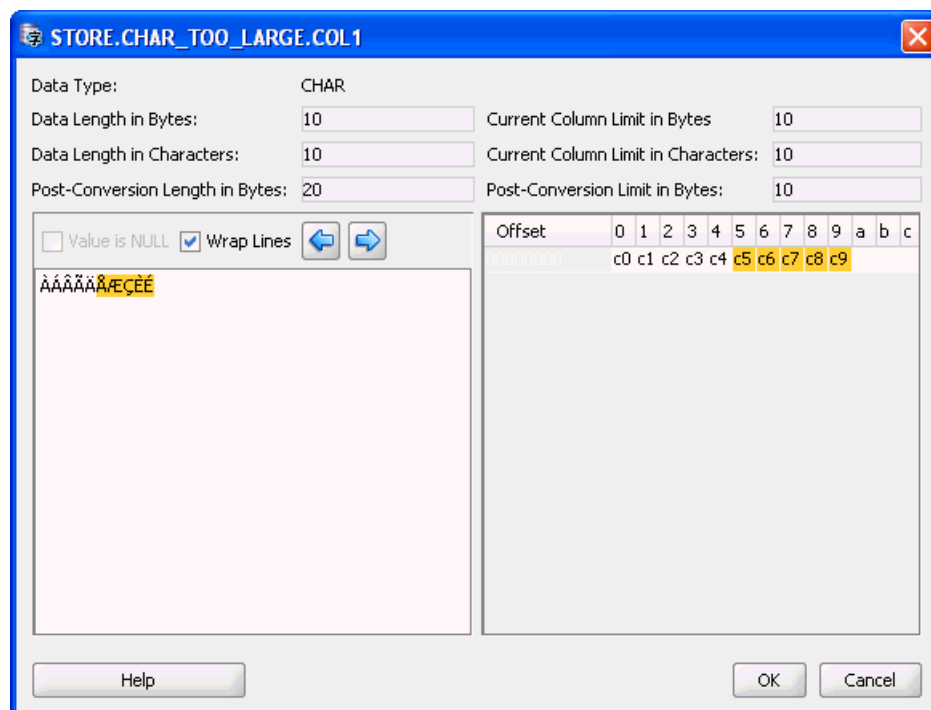 STORE.CHAR_TOO_LARGE.COL1
Data Type: CHAR
Data Length in Bytes: 10 Current Column Limit in Bytes 10
Data Length in Characters: 10 Current Column Limit in Characters: 10
Post-Conversion Length in Bytes: 20 Post-Conversion Limit in Bytes: 10
Value is NULL Wrap Lines
ÀÁÂÃÄÅÆÇÈÉ
Offset 0 1 2 3 4 5 6 7 8 9 a b c
00000000 c0 c1 c2 c3 c4 c5 c6 c7 c8 c9
Help OK Cancel